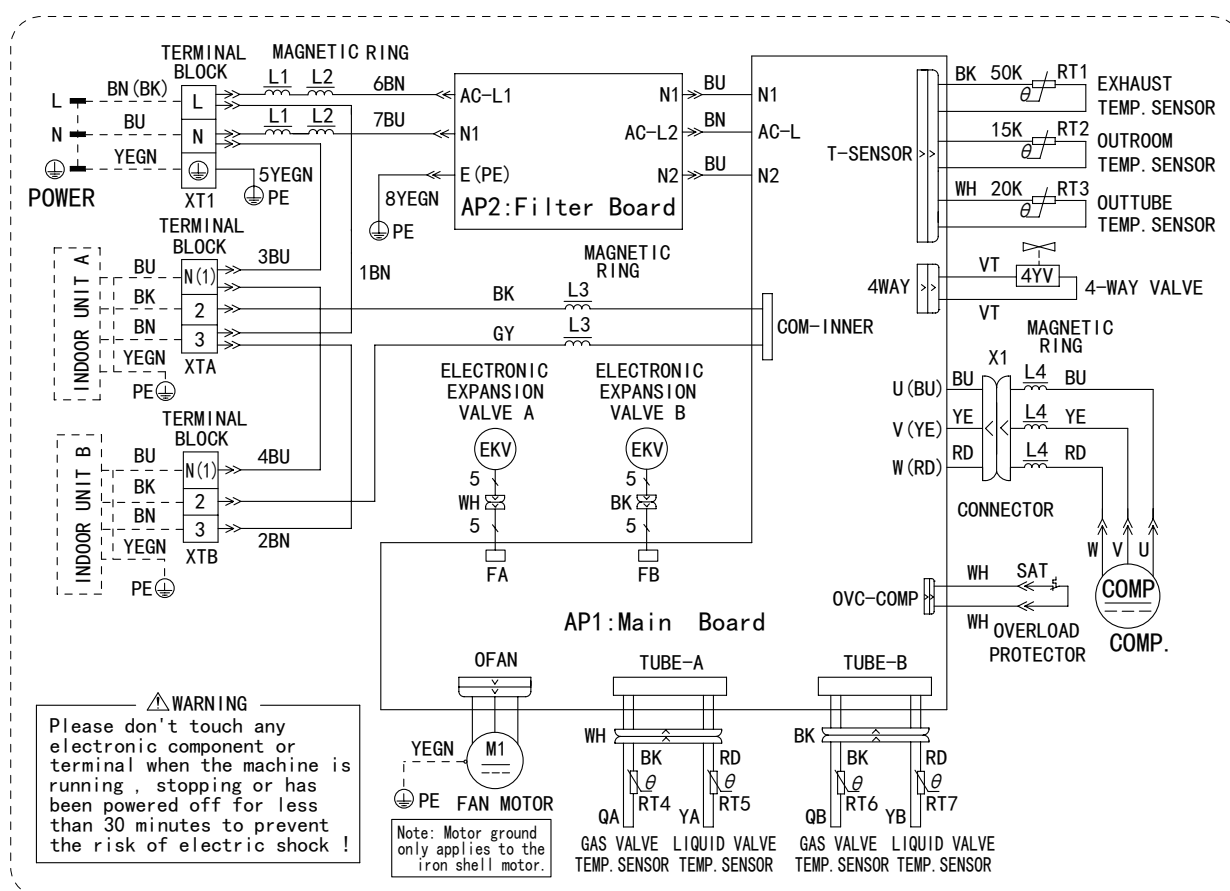 TERMINAL BLOCK
MAGNETIC RING
L
BN(BK)
L
L1
L2
6BN
AC-L1
N1
BU
N1
N
BU
N
L1
L2
7BU
N1
AC-L2
BN
AC-L
YEGN
5YEGN
PE
8YEGN
PE
E(PE)
N2
BU
N2
POWER
XT1
AP2:Filter Board
T-SENSOR
BK
50K
RT1
θ
EXHAUST
TEMP.SENSOR
15K
RT2
θ
OUTROOM
TEMP.SENSOR
WH
20K
RT3
θ
OUTTUBE
TEMP.SENSOR
TERMINAL
BLOCK
INDOOR UNIT A
BU
N(1)
3BU
1BN
BK
2
BN
3
YEGN
XTA
PE
MAGNETIC
RING
BK
L3
GY
L3
COM-INNER
4WAY
VT
4YV
VT
4-WAY VALVE
MAGNETIC
RING
X1
U(BU)
BU
L4
BU
V(YE)
YE
L4
YE
W(RD)
RD
L4
RD
CONNECTOR
W
V
U
COMP
COMP.
TERMINAL
BLOCK
INDOOR UNIT B
BU
N(1)
4BU
BK
2
BN
3
2BN
YEGN
XTB
PE
ELECTRONIC
EXPANSION
VALVE A
EKV
5
WH
5
FA
ELECTRONIC
EXPANSION
VALVE B
EKV
5
BK
5
FB
OVC-COMP
WH
SAT
WH
OVERLOAD
PROTECTOR
AP1:Main Board
OFAN
YEGN
M1
PE
FAN MOTOR
Note: Motor ground
only applies to the
iron shell motor.
TUBE-A
WH
BK
RD
θ
θ
RT4
RT5
QA
YA
GAS VALVE
TEMP.SENSOR
LIQUID VALVE
TEMP.SENSOR
TUBE-B
BK
BK
RD
θ
θ
RT6
RT7
QB
YB
GAS VALVE
TEMP.SENSOR
LIQUID VALVE
TEMP.SENSOR
WARNING
Please don't touch any
electronic component or
terminal when the machine is
running , stopping or has
been powered off for less
than 30 minutes to prevent
the risk of electric shock !